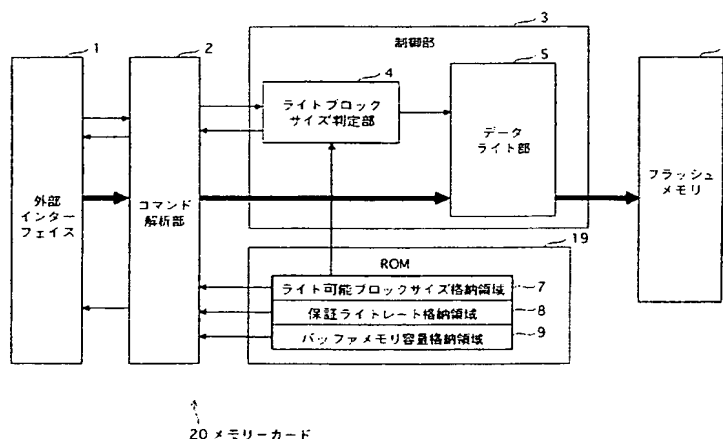 1
2
3
制御部
4
5
ライトブロック
サイズ判定部
データ
ライト部
外部
インター
フェイス
コマンド
解析部
フラッシュ
メモリ
19
ROM
ライト可能ブロックサイズ格納領域
7
保証ライトレート格納領域
8
バッファメモリ容量格納領域
9
20 メモリーカード